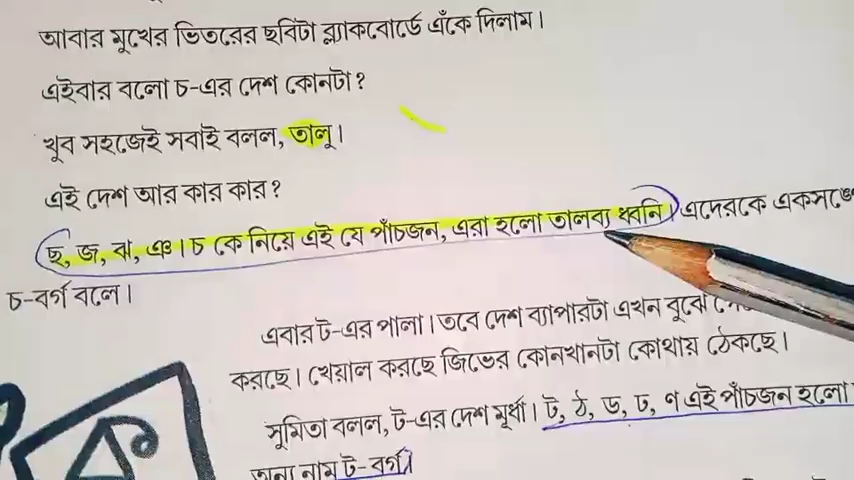 আবার মুখের ভিতরের ছবিটা ব্ল্যাকবোর্ডে এঁকে দিলাম।
এইবার বলো চ-এর দেশ কোনটা?
খুব সহজেই সবাই বলল, তালু।
এই দেশ আর কার কার?
ছ, জ, ঝ, ঞ। চ কে নিয়ে এই যে পাঁচজন, এরা হলো তালব্য ধ্বনি। এদেরকে একসঙ্গে
চ-বর্গ বলে।
এবার ট-এর পালা। তবে দেশ ব্যাপারটা এখন বুঝে
করছে। খেয়াল করছে জিভের কোনখানটা কোথায় ঠেকছে।
সুমিতা বলল, ট-এর দেশ মূর্ধা। ট, ঠ, ড, ঢ, ণ এই পাঁচজন হলো
অন্য নাম ট-বর্গ।
ক